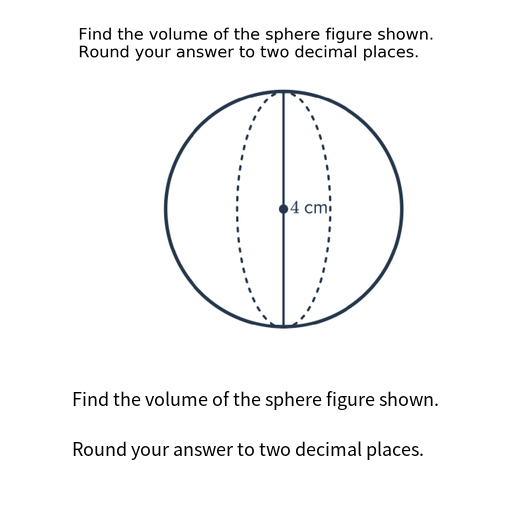 Find the volume of the sphere figure shown.
Round your answer to two decimal places.
4 cm
Find the volume of the sphere figure shown.
Round your answer to two decimal places.